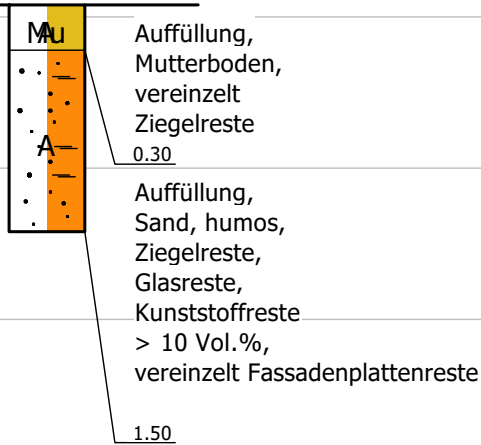 Mu
A
Auffüllung,
Mutterboden,
vereinzelt
Ziegelreste
0.30
A
Auffüllung,
Sand, humos,
Ziegelreste,
Glasreste,
Kunststoffreste
> 10 Vol.%,
vereinzelt Fassadenplattenreste
1.50